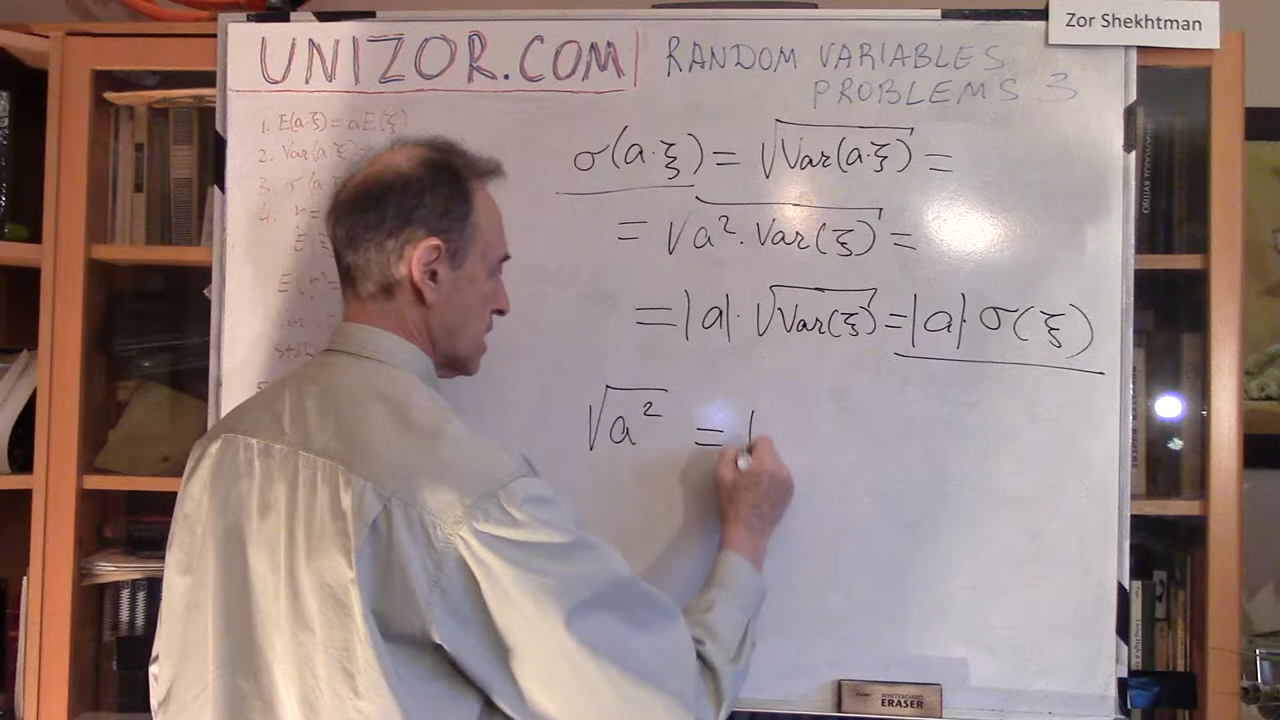 Zor Shekhtman
UNIZOR.COM
RANDOM VARIABLES
PROBLEMS 3
1. E(a·ξ) = aE(ξ)
2. Var(a·ξ)=
3. σ(a·
4.
σ(a·ξ) = √Var(a·ξ) =
= √a²·Var(ξ) =
= |a|·√Var(ξ) = |a|·σ(ξ)
√a² = |
WHITEBOARD
ERASER